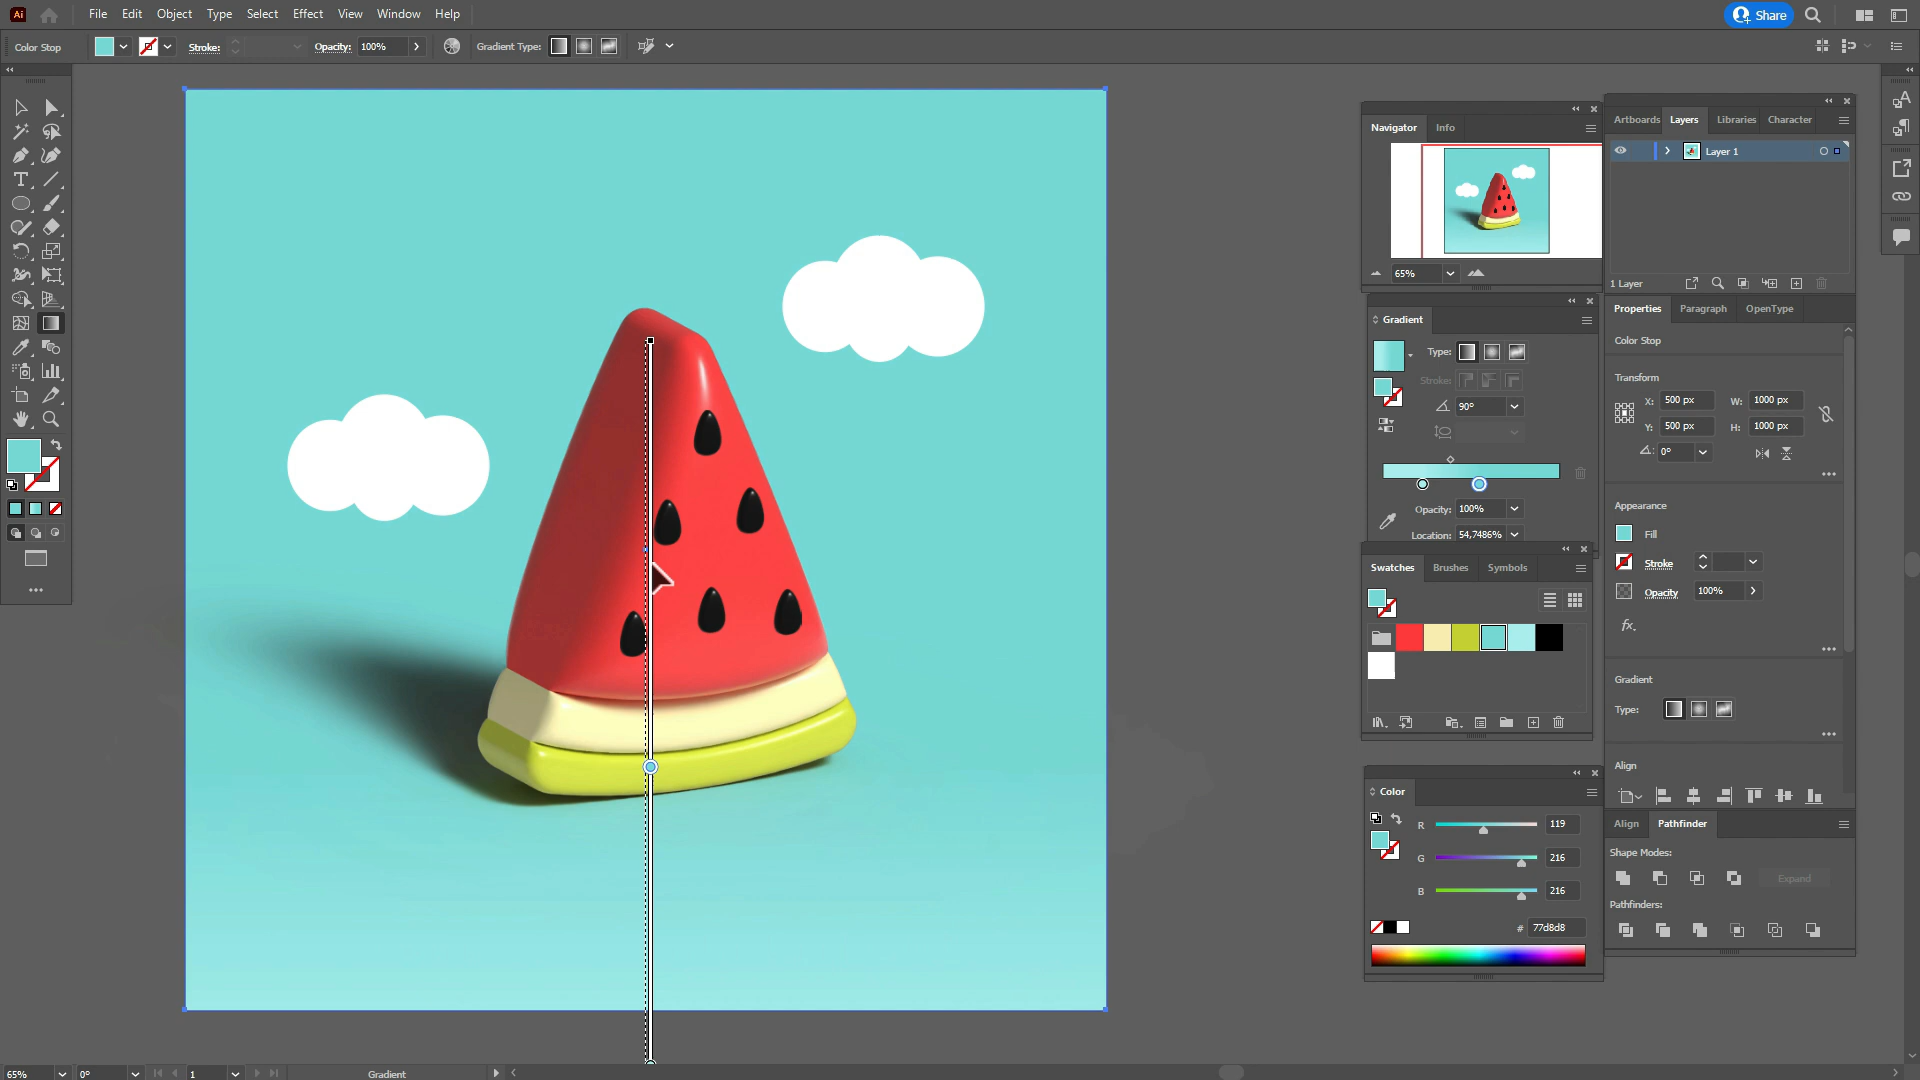 Ai File Edit Object Type Select Effect View Window Help Share
Color Stop Stroke: Opacity: 100% Gradient Type:
Navigator Info
65%
Artboards Layers Libraries Character
Layer 1
1 Layer
Gradient
Type:
Stroke:
90°
Opacity: 100%
Location: 54,7486%
Swatches Brushes Symbols
Color
R 119
G 216
B 216
# 77d8d8
Properties Paragraph OpenType
Color Stop
Transform
X: 500 px W: 1000 px
Y: 500 px H: 1000 px
0°
Appearance
Fill
Stroke
Opacity 100%
fx.
Gradient
Type:
Align
Align Pathfinder
Shape Modes:
Expand
Pathfinders:
65% 0° 1 Gradient